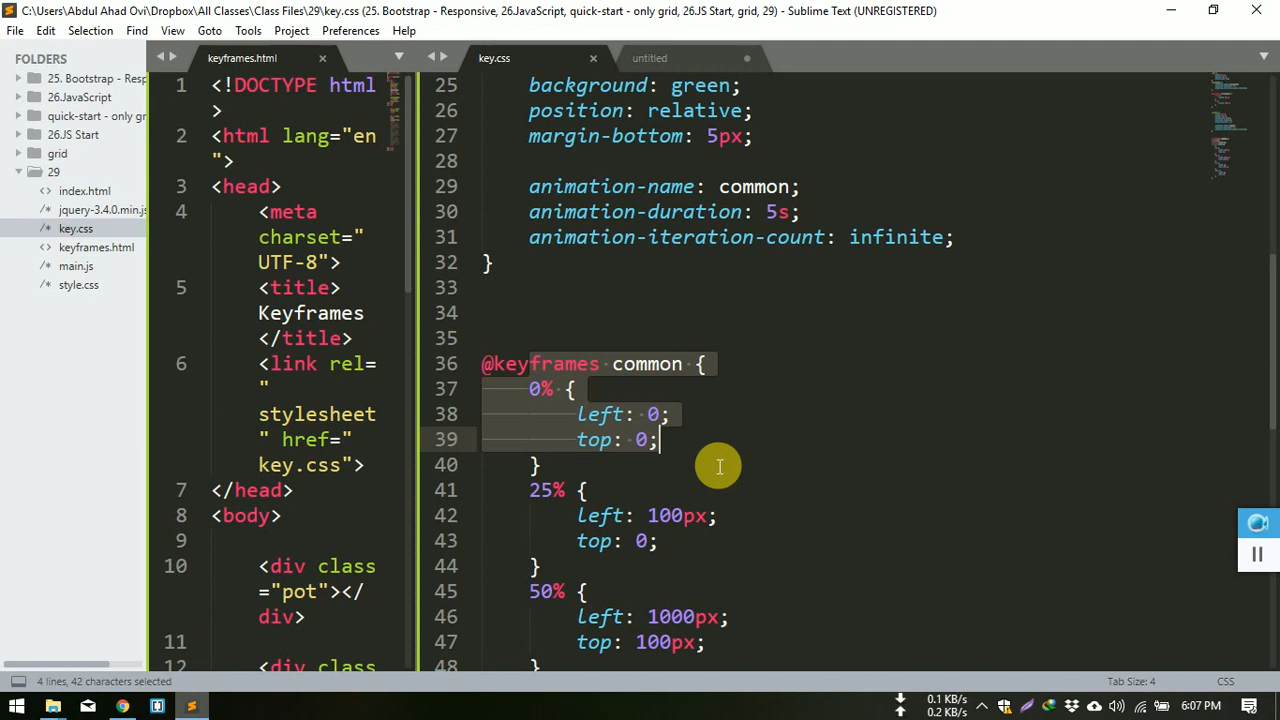 C:\Users\Abdul Ahad Ovi\Dropbox\All Classes\Class Files\29\key.css (25. Bootstrap - Responsive, JavaScript, quick-start - only grid, 26.JS Start, grid, 29) - Sublime Text (UNREGISTERED)
File Edit Selection Find View Goto Tools Project Preferences Help
FOLDERS
25. Bootstrap - Resp
26.JavaScript
quick-start - only gr
26.JS Start
grid
29
index.html
jquery-3.4.0.min.js
key.css
keyframes.html
main.js
style.css
keyframes.html
1 <!DOCTYPE html
>
2 <html lang="en
">
3 <head>
4 <meta
charset="
UTF-8">
5 <title>
Keyframes
</title>
6 <link rel=
"
stylesheet
" href="
key.css">
7 </head>
8 <body>
9
10 <div class
="pot"></
div>
11
12 <div class
key.css untitled
25 background: green;
26 position: relative;
27 margin-bottom: 5px;
28
29 animation-name: common;
30 animation-duration: 5s;
31 animation-iteration-count: infinite;
32 }
33
34
35
36 @keyframes common {
37 0% {
38 left: 0;
39 top: 0;
40 }
41 25% {
42 left: 100px;
43 top: 0;
44 }
45 50% {
46 left: 1000px;
47 top: 100px;
48 }
4 lines, 42 characters selected
Tab Size: 4 CSS
0.1 KB/s
0.2 KB/s
6:07 PM